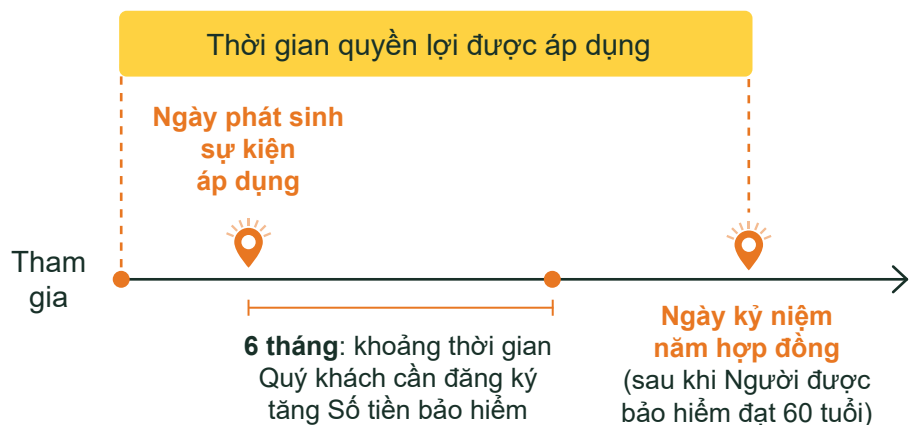 Thời gian quyền lợi được áp dụng
Ngày phát sinh
sự kiện
áp dụng
Tham
gia
6 tháng: khoảng thời gian
Quý khách cần đăng ký
tăng Số tiền bảo hiểm
Ngày kỷ niệm
năm hợp đồng
(sau khi Người được
bảo hiểm đạt 60 tuổi)